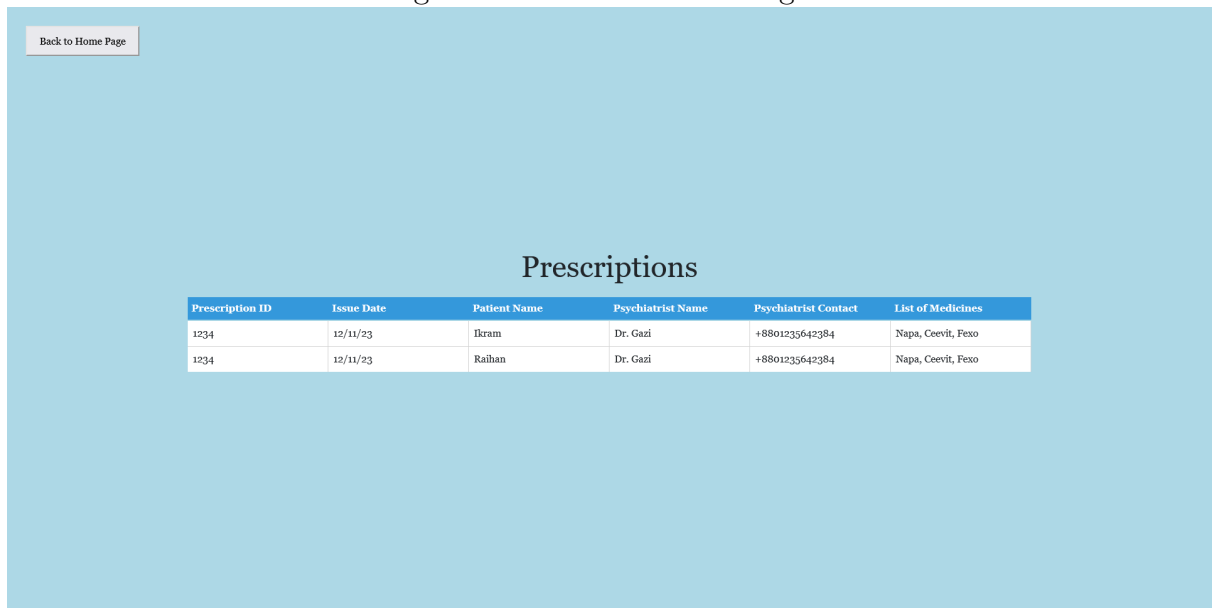 Back to Home Page
Prescriptions
Prescription ID Issue Date Patient Name Psychiatrist Name Psychiatrist Contact List of Medicines
1234 12/11/23 Ikram Dr. Gazi +8801235642384 Napa, Ceevit, Fexo
1234 12/11/23 Raihan Dr. Gazi +8801235642384 Napa, Ceevit, Fexo